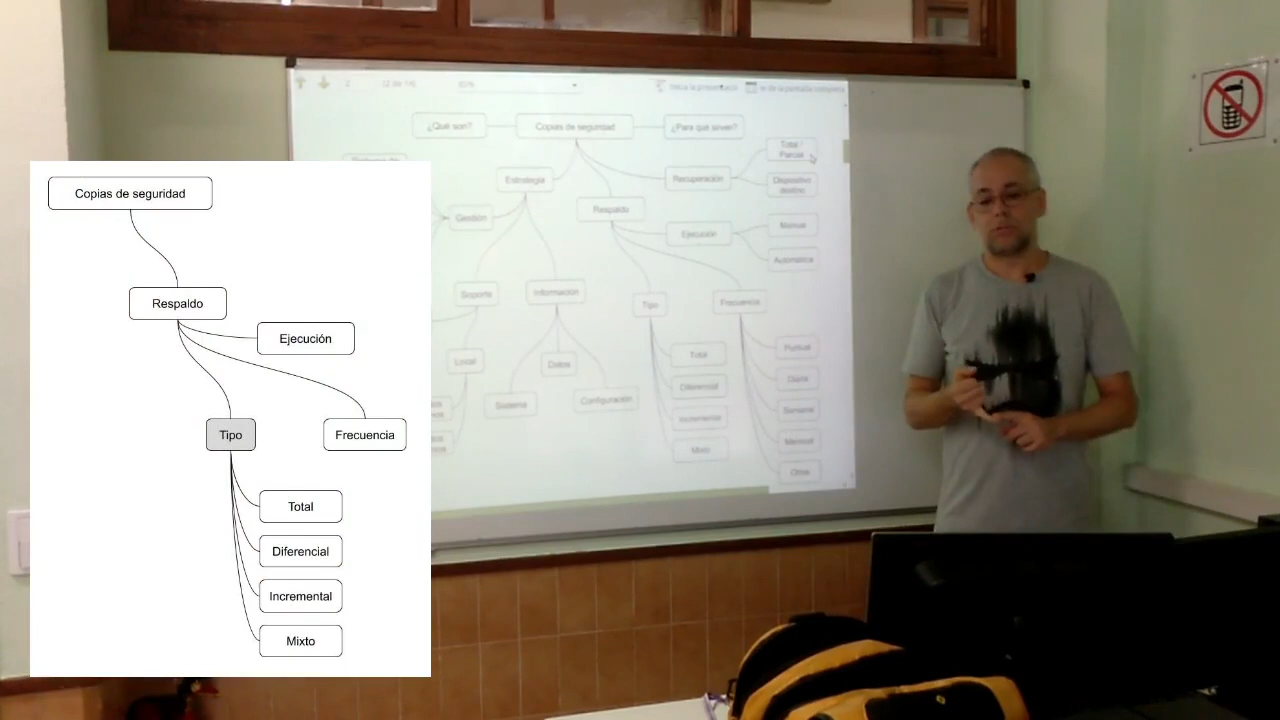 Copias de seguridad
Respaldo
Ejecución
Tipo
Frecuencia
Total
Diferencial
Incremental
Mixto
¿Qué son?
Copias de seguridad
¿Para qué sirven?
Total /
Parcial
Estrategia
Recuperación
Dispositivo
destino
Respaldo
Gestión
Manual
Ejecución
Automática
Soporte
Información
Tipo
Frecuencia
Puntual
Total
Local
Datos
Diaria
Diferencial
Sistema
Configuración
Semanal
Incremental
Mensual
Mixto
Otros